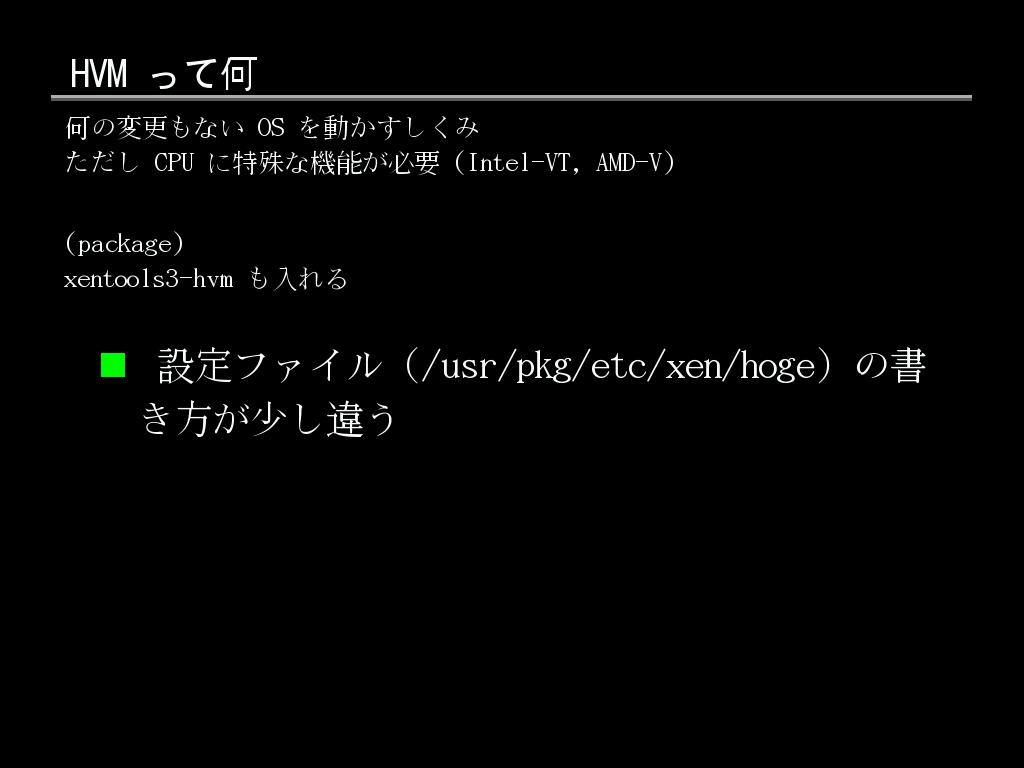 HVM って何
何の変更もない OS を動かすしくみ
ただし CPU に特殊な機能が必要 (Intel-VT, AMD-V)
(package)
xentools3-hvm も入れる
設定ファイル (/usr/pkg/etc/xen/hoge) の書
き方が少し違う